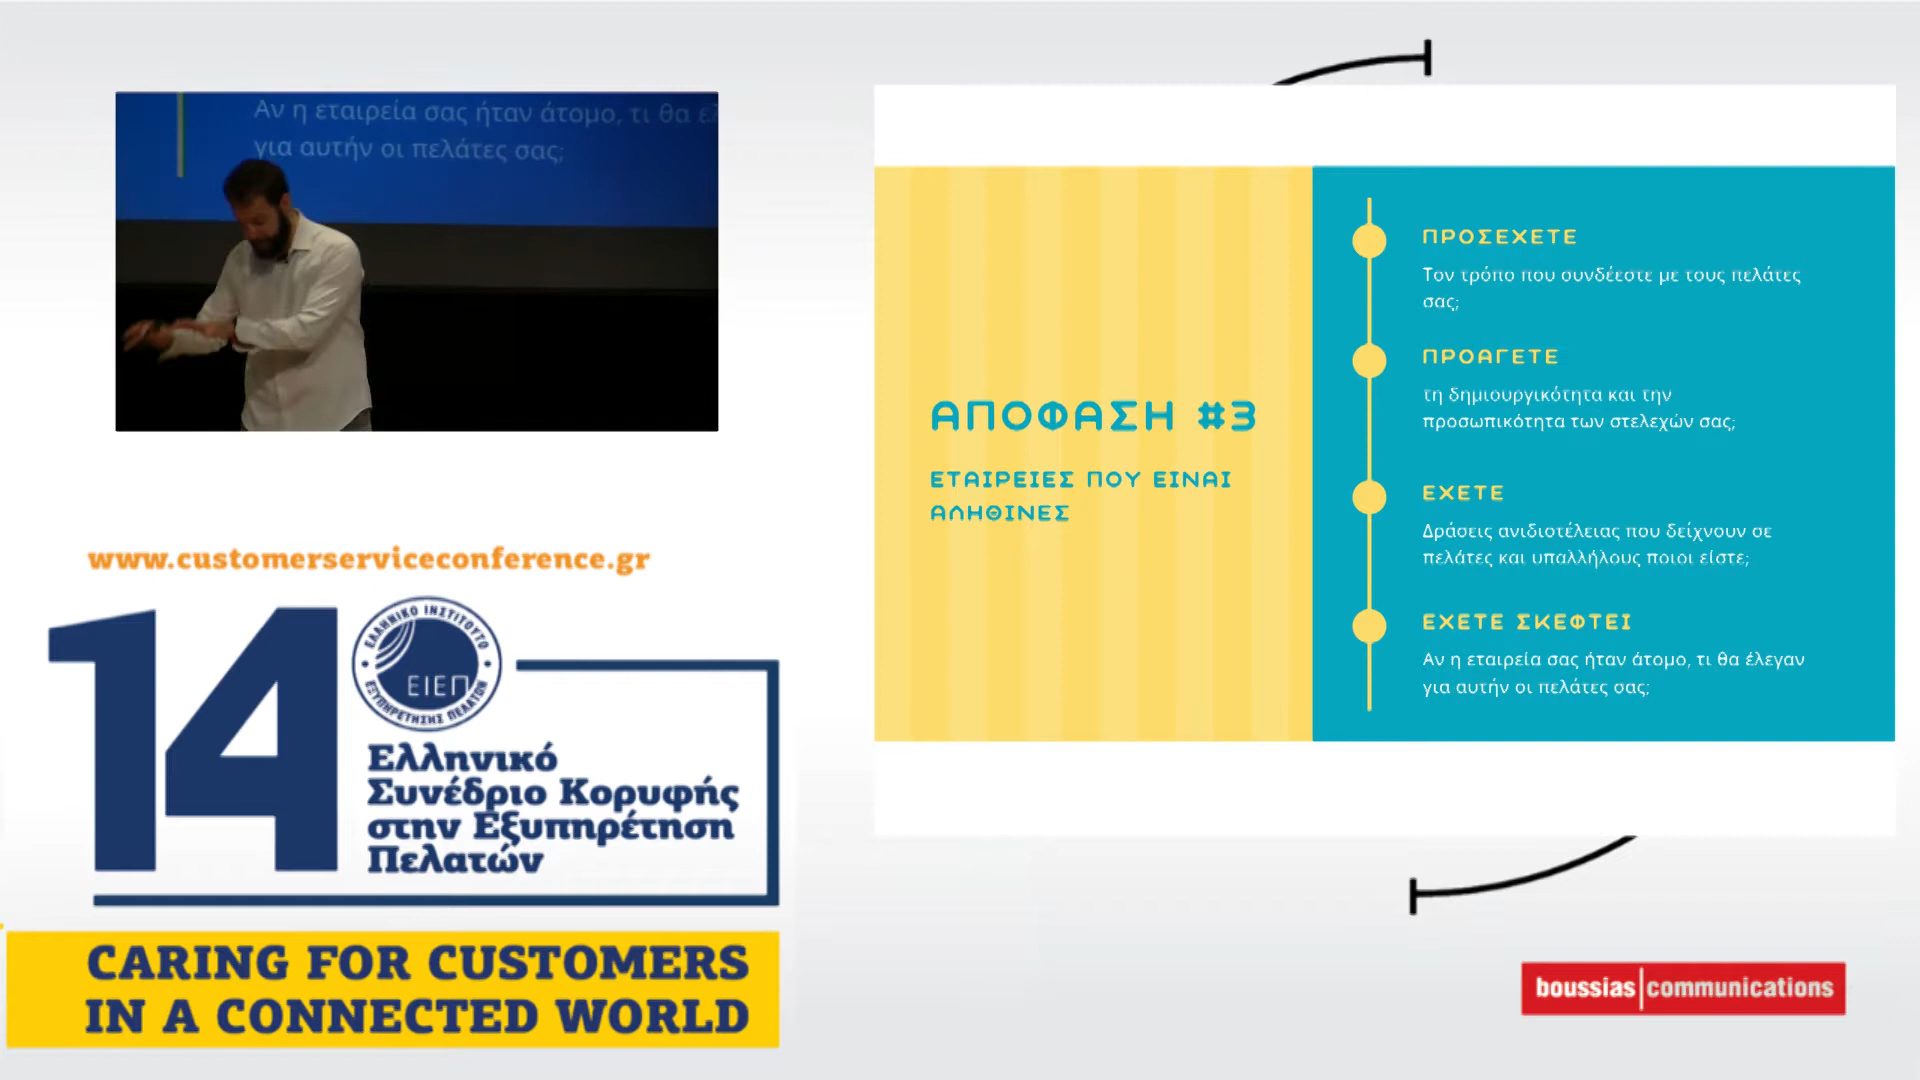 Αν η εταιρεία σας ήταν άτομο, τι θα
για αυτήν οι πελάτες σας;
www.customerserviceconference.gr
14
ΕΛΛΗΝΙΚΟ ΙΝΣΤΙΤΟΥΤΟ
ΕΙΕΠ
ΕΞΥΠΗΡΕΤΗΣΗΣ ΠΕΛΑΤΩΝ
Ελληνικό
Συνέδριο Κορυφής
στην Εξυπηρέτηση
Πελατών
CARING FOR CUSTOMERS
IN A CONNECTED WORLD
ΑΠΟΦΑΣΗ #3
ΕΤΑΙΡΕΙΕΣ ΠΟΥ ΕΙΝΑΙ
ΑΛΗΘΙΝΕΣ
ΠΡΟΣΕΧΕΤΕ
Τον τρόπο που συνδέεστε με τους πελάτες
σας;
ΠΡΟΑΓΕΤΕ
τη δημιουργικότητα και την
προσωπικότητα των στελεχών σας;
ΕΧΕΤΕ
Δράσεις ανιδιοτέλειας που δείχνουν σε
πελάτες και υπαλλήλους ποιοι είστε;
ΕΧΕΤΕ ΣΚΕΦΤΕΙ
Αν η εταιρεία σας ήταν άτομο, τι θα έλεγαν
για αυτήν οι πελάτες σας;
boussias communications